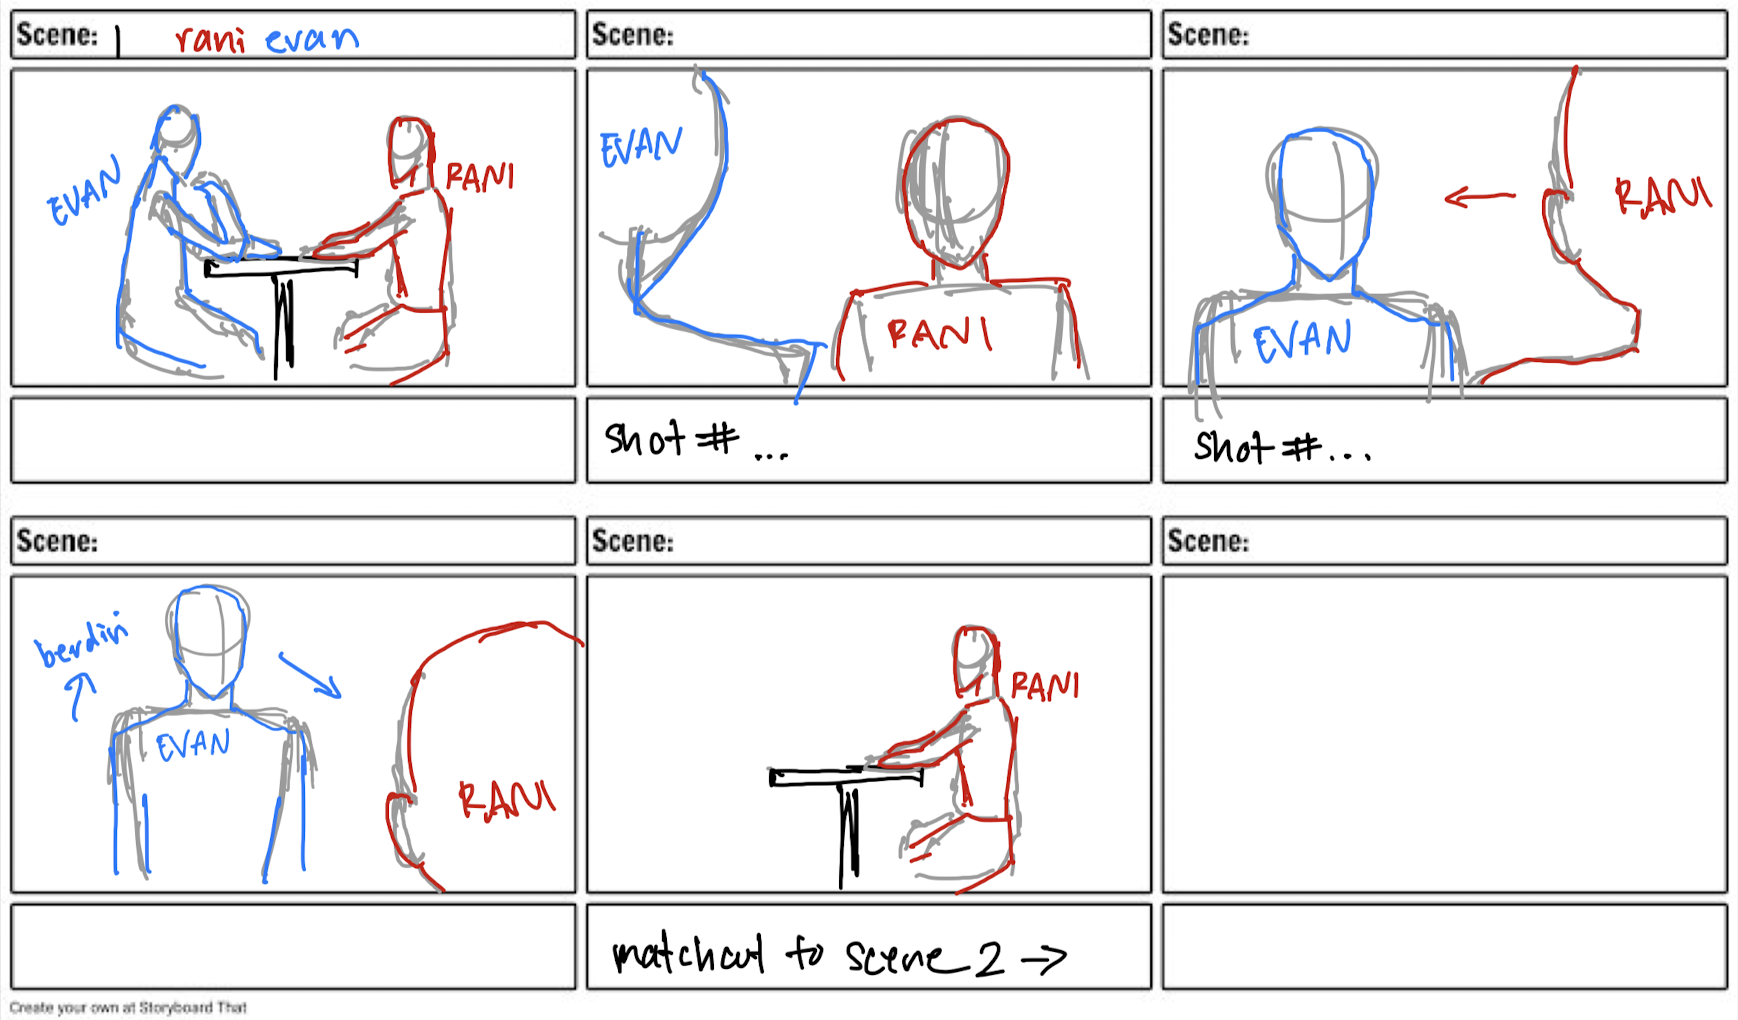 Scene: 1 rani evan
Scene:
Scene:
EVAN
RANI
EVAN
RANI
EVAN
RANI
shot # ...
Shot # ...
Scene:
Scene:
Scene:
berdiri
EVAN
RANI
RANI
matchcut to scene 2 →
Create your own at Storyboard That